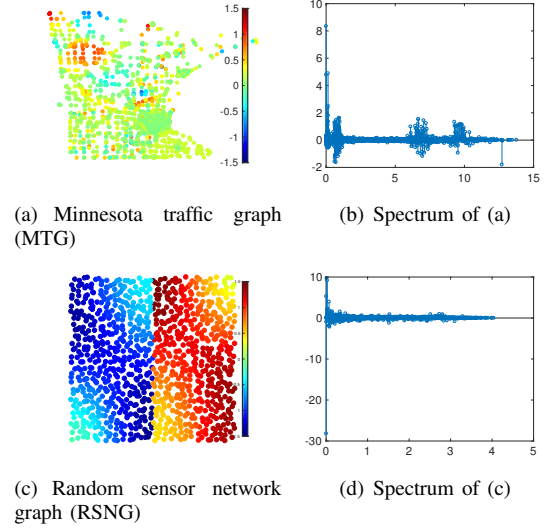 1.5
1
0.5
0
-0.5
-1
-1.5
10
8
6
4
2
0
-2
0 5 10 15
(a) Minnesota traffic graph
(MTG)
(b) Spectrum of (a)
10
0
-10
-20
-30
0 1 2 3 4 5
(c) Random sensor network
graph (RSNG)
(d) Spectrum of (c)